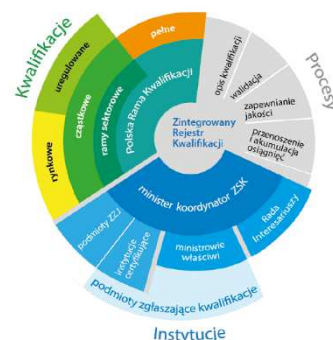 Kwalifikacje
Procesy
Instytucje
pełne
uregulowane
rynkowe
cząstkowe
ramy sektorowe
Polska Rama Kwalifikacji
opis kwalifikacji
walidacja
zapewnianie
jakości
przenoszenie
i akumulacja
osiągnięć
Zintegrowany
Rejestr
Kwalifikacji
minister koordynator ZSK
podmioty ZZJ
instytucje
certyfikujące
ministrowie
właściwi
Rada
Interesariuszy
podmioty zgłaszające kwalifikacje